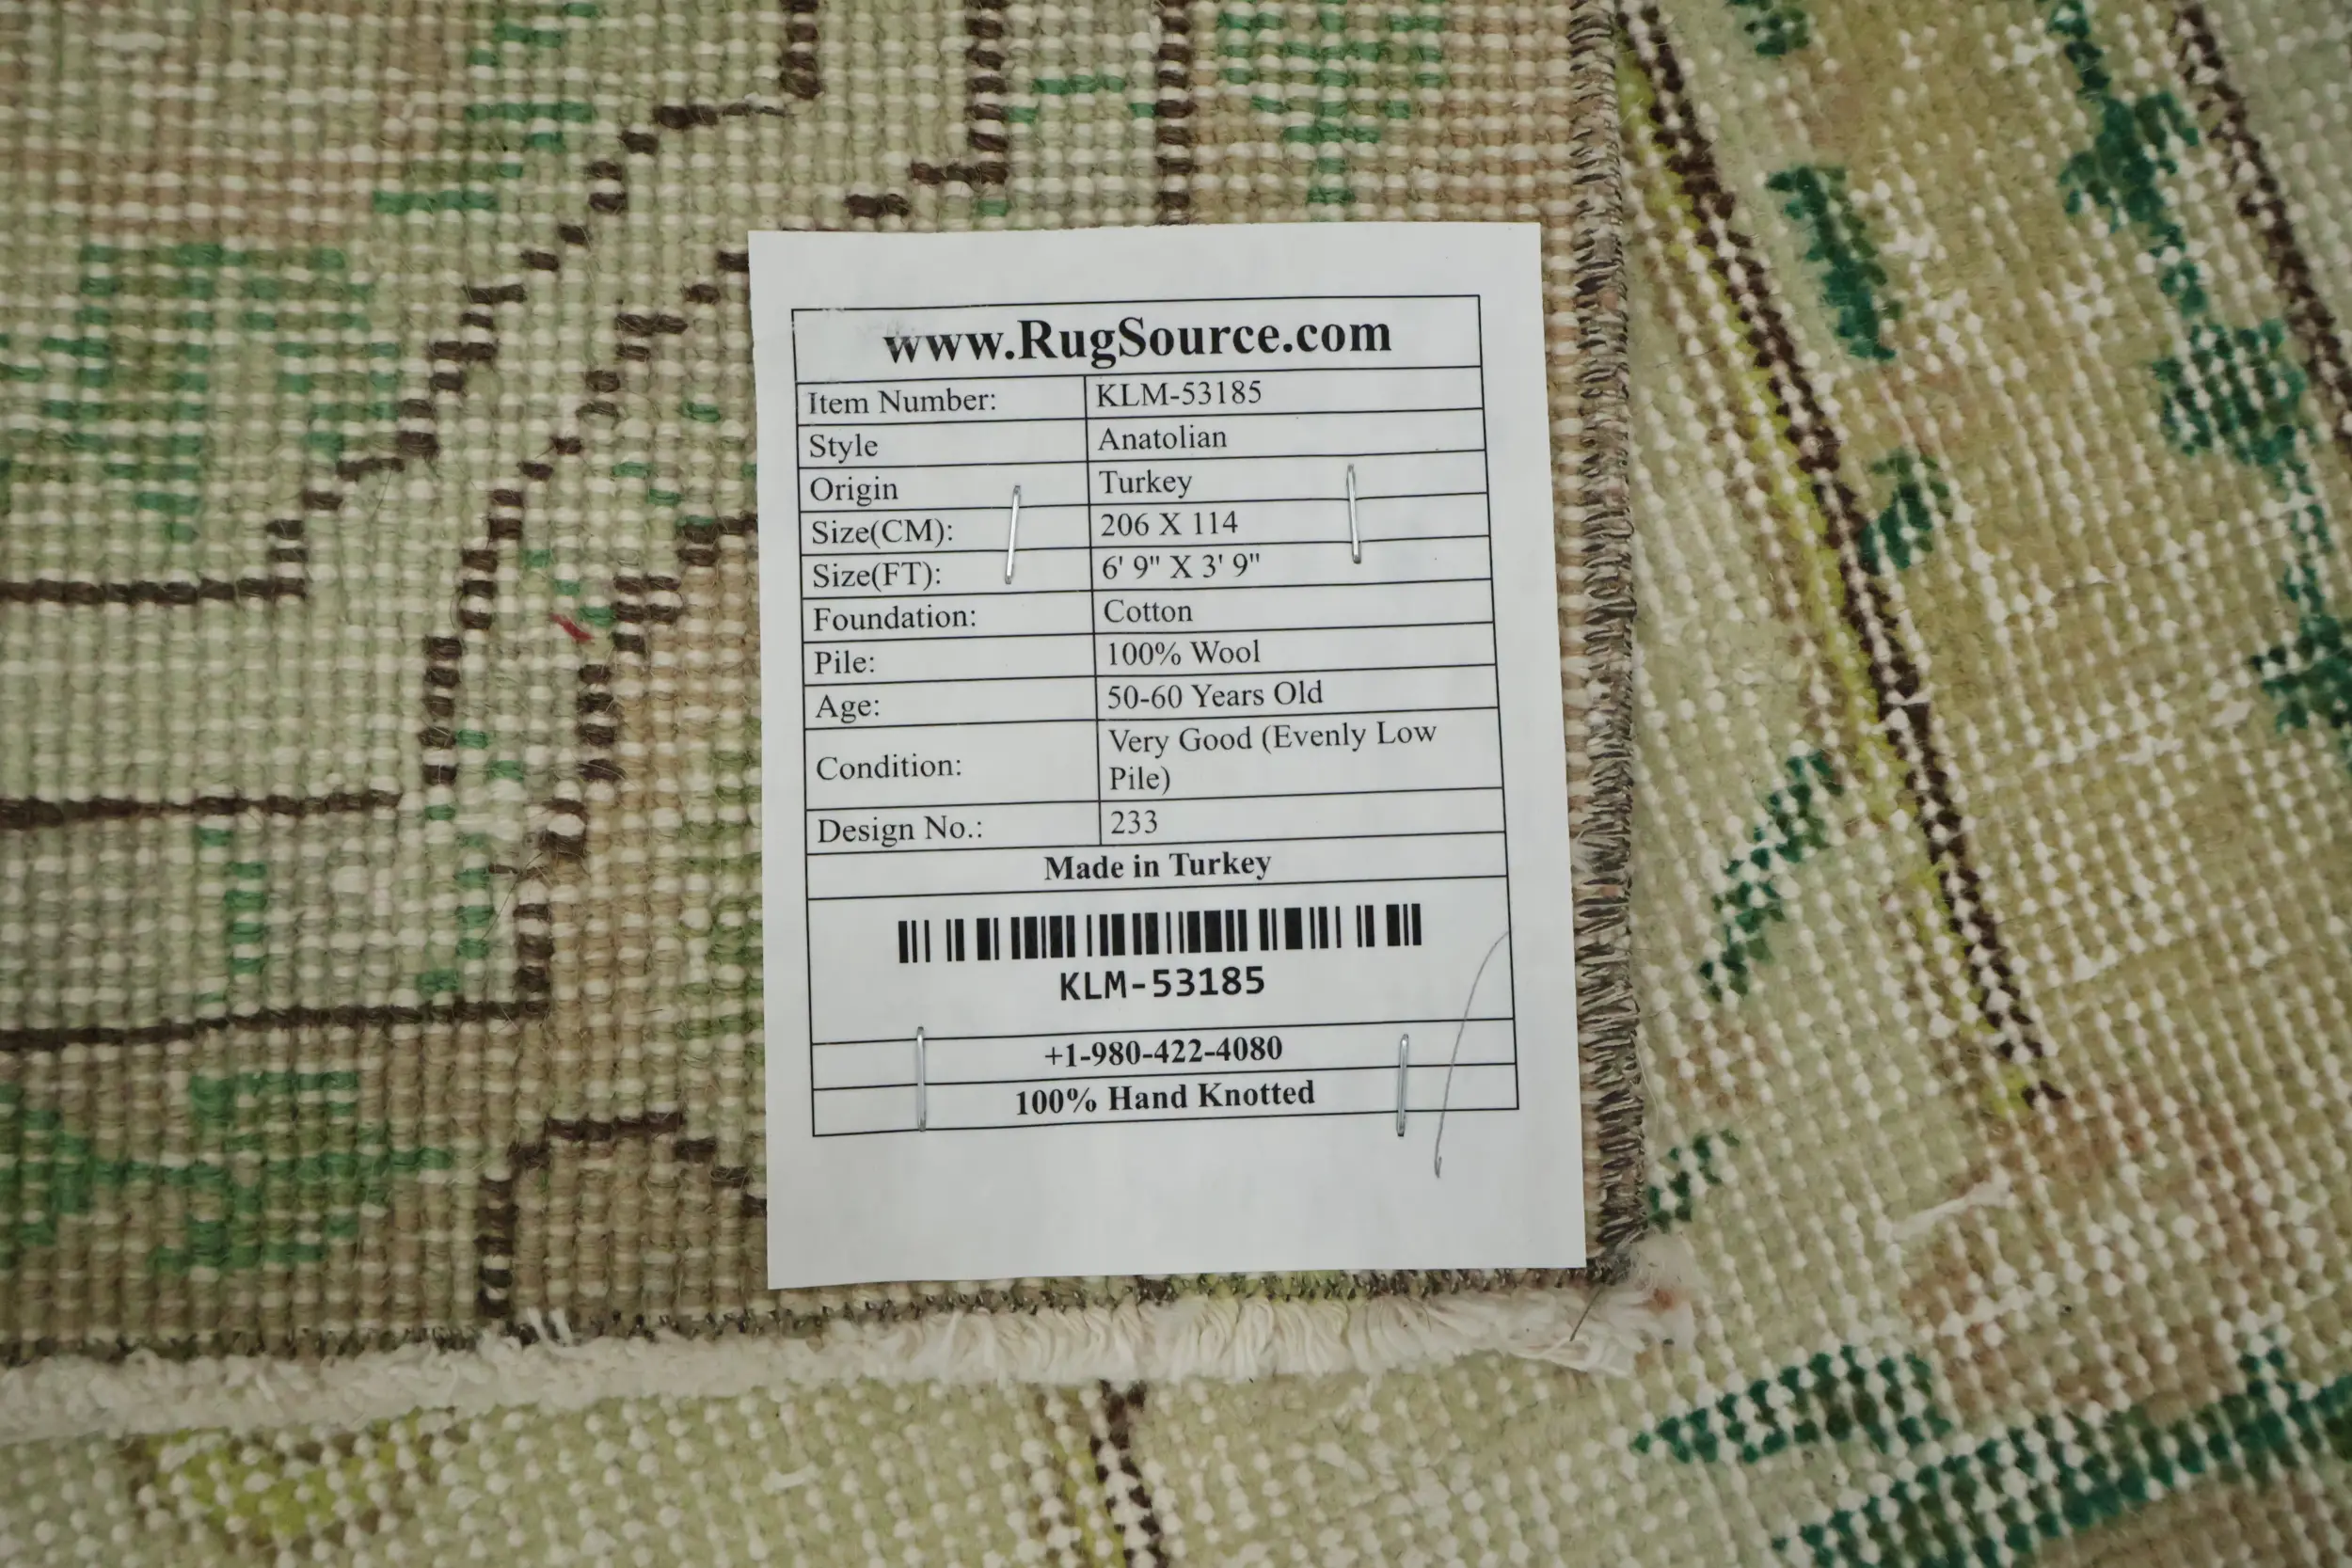 www.RugSource.com
Item Number: KLM-53185
Style Anatolian
Origin Turkey
Size(CM): 206 X 114
Size(FT): 6' 9" X 3' 9"
Foundation: Cotton
Pile: 100% Wool
Age: 50-60 Years Old
Condition: Very Good (Evenly Low
Pile)
Design No.: 233
Made in Turkey
KLM-53185
+1-980-422-4080
100% Hand Knotted